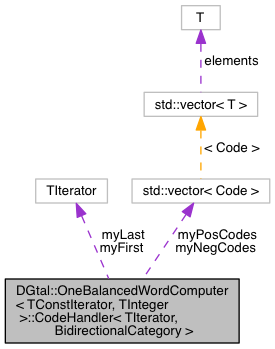 T
elements
std::vector< T >
< Code >
TIterator
std::vector< Code >
myLast
myFirst
myPosCodes
myNegCodes
DGtal::OneBalancedWordComputer
< TConstIterator, TInteger
>::CodeHandler< TIterator,
BidirectionalCategory >